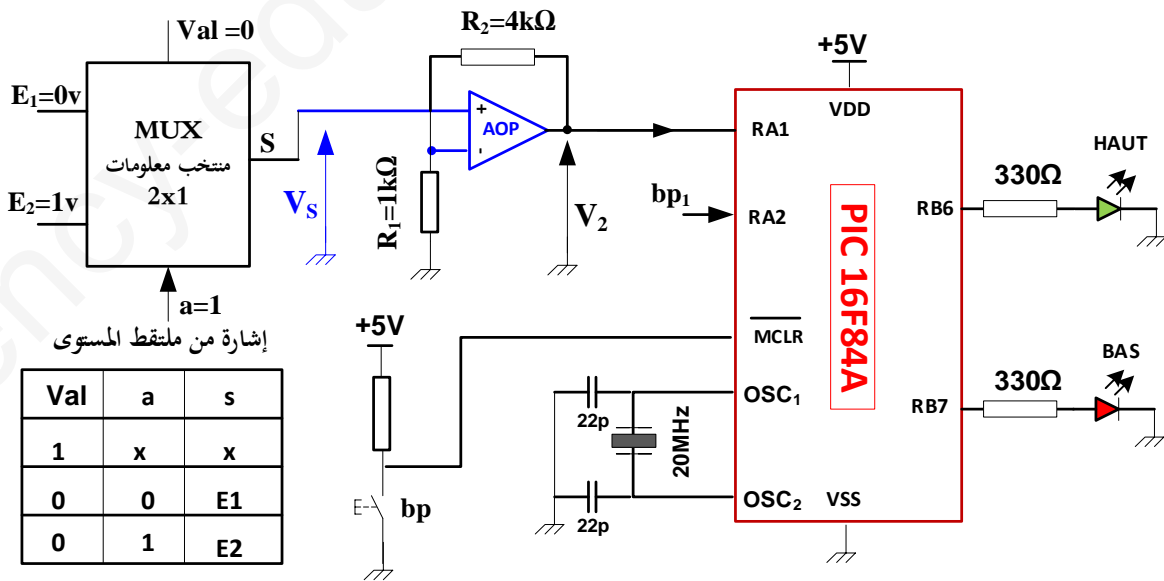 Val =0
E1=0v
E2=1v
MUX
منتخب معلومات
2x1
S
VS
a=1
إشارة من ملتقط المستوى
Val a s
1 x x
0 0 E1
0 1 E2
R2=4kΩ
+
AOP
-
R1=1kΩ
V2
+5V
bp
+5V
VDD
RA1
bp1
RA2
MCLR
OSC1
OSC2
VSS
PIC 16F84A
RB6
RB7
22p
20MHz
22p
330Ω
HAUT
330Ω
BAS